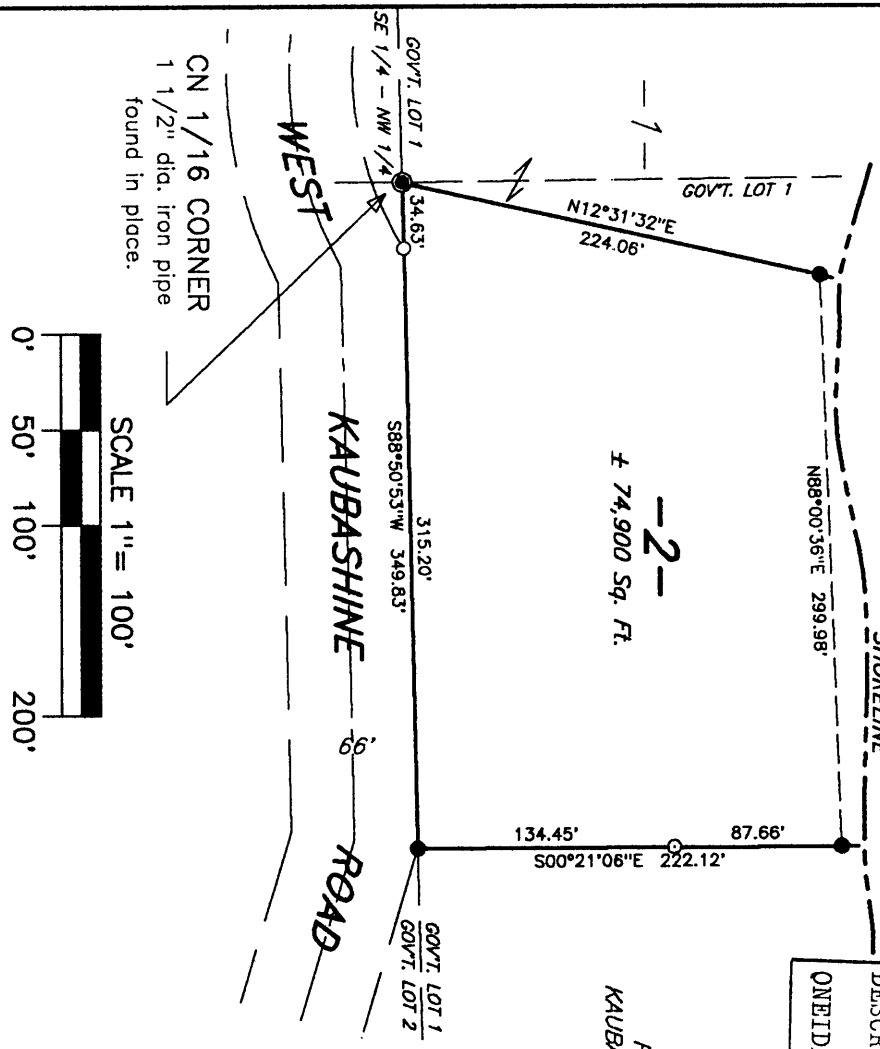 GOV'T. LOT 1
SE 1/4 - NW 1/4
CN 1/16 CORNER
1 1/2" dia. iron pipe
found in place.
-1-
GOV'T. LOT 1
N12°31'32"E
224.06'
34.63'
N88°00'36"E 299.98'
SHORELINE
-2-
± 74,900 Sq. Ft.
315.20'
S88°50'53"W 349.83'
134.45'
87.66'
S00°21'06"E 222.12'
WEST KAUBASHINE ROAD
66'
GOV'T. LOT 1
GOV'T. LOT 2
SCALE 1"= 100'
0' 50' 100' 200'